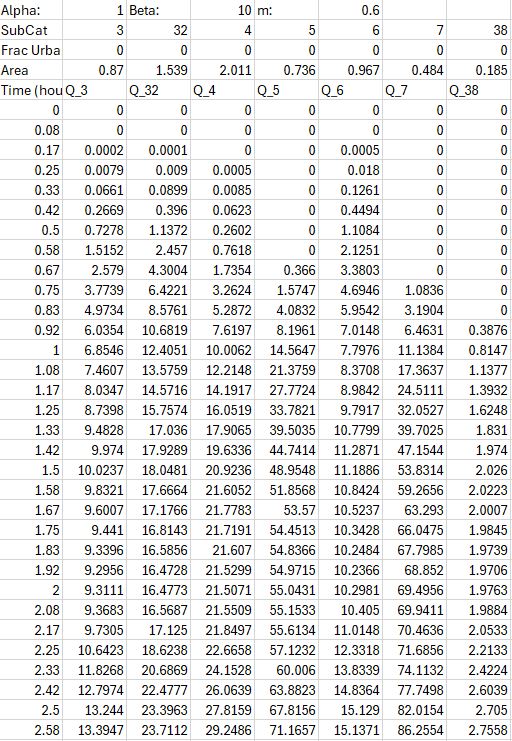 Alpha: 1 Beta: 10 m: 0.6
SubCat 3 32 4 5 6 7 38
Frac Urba 0 0 0 0 0 0 0
Area 0.87 1.539 2.011 0.736 0.967 0.484 0.185
Time (hou Q_3 Q_32 Q_4 Q_5 Q_6 Q_7 Q_38
0 0 0 0 0 0 0 0
0.08 0 0 0 0 0 0 0
0.17 0.0002 0.0001 0 0 0.0005 0 0
0.25 0.0079 0.009 0.0005 0 0.018 0 0
0.33 0.0661 0.0899 0.0085 0 0.1261 0 0
0.42 0.2669 0.396 0.0623 0 0.4494 0 0
0.5 0.7278 1.1372 0.2602 0 1.1084 0 0
0.58 1.5152 2.457 0.7618 0 2.1251 0 0
0.67 2.579 4.3004 1.7354 0.366 3.3803 0 0
0.75 3.7739 6.4221 3.2624 1.5747 4.6946 1.0836 0
0.83 4.9734 8.5761 5.2872 4.0832 5.9542 3.1904 0
0.92 6.0354 10.6819 7.6197 8.1961 7.0148 6.4631 0.3876
1 6.8546 12.4051 10.0062 14.5647 7.7976 11.1384 0.8147
1.08 7.4607 13.5759 12.2148 21.3759 8.3708 17.3637 1.1377
1.17 8.0347 14.5716 14.1917 27.7724 8.9842 24.5111 1.3932
1.25 8.7398 15.7574 16.0519 33.7821 9.7917 32.0527 1.6248
1.33 9.4828 17.036 17.9065 39.5035 10.7799 39.7025 1.831
1.42 9.974 17.9289 19.6336 44.7414 11.2871 47.1544 1.974
1.5 10.0237 18.0481 20.9236 48.9548 11.1886 53.8314 2.026
1.58 9.8321 17.6664 21.6052 51.8568 10.8424 59.2656 2.0223
1.67 9.6007 17.1766 21.7783 53.57 10.5237 63.293 2.0007
1.75 9.441 16.8143 21.7191 54.4513 10.3428 66.0475 1.9845
1.83 9.3396 16.5856 21.607 54.8366 10.2484 67.7985 1.9739
1.92 9.2956 16.4728 21.5299 54.9715 10.2366 68.852 1.9706
2 9.3111 16.4773 21.5071 55.0431 10.2981 69.4956 1.9763
2.08 9.3683 16.5687 21.5509 55.1533 10.405 69.9411 1.9884
2.17 9.7305 17.125 21.8497 55.6134 11.0148 70.4636 2.0533
2.25 10.6423 18.6238 22.6658 57.1232 12.3318 71.6856 2.2133
2.33 11.8268 20.6869 24.1528 60.006 13.8339 74.1132 2.4224
2.42 12.7974 22.4777 26.0639 63.8823 14.8364 77.7498 2.6039
2.5 13.244 23.3963 27.8159 67.8156 15.129 82.0154 2.705
2.58 13.3947 23.7112 29.2486 71.1657 15.1371 86.2554 2.7558